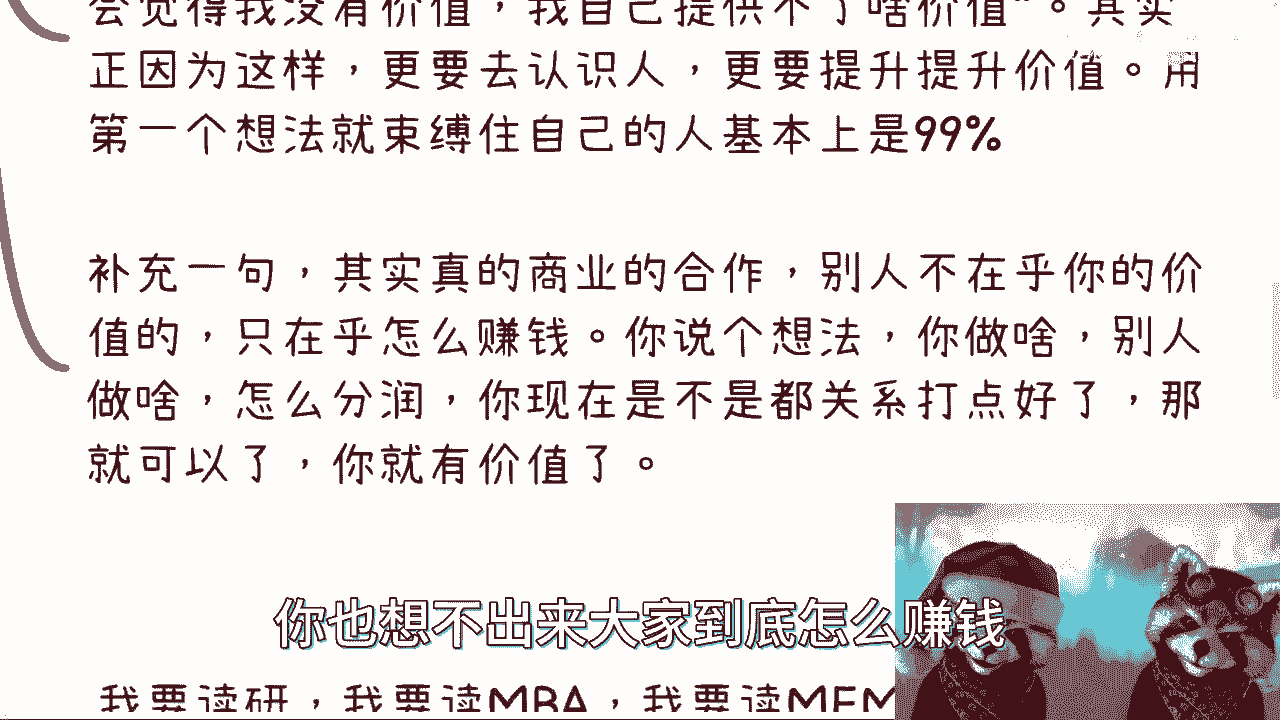 会觉得我没有价值，我自己提供不了啥价值”。其实
正因为这样，更要去认识人，更要提升提升价值。用
第一个想法就束缚住自己的人基本上是99%
补充一句，其实真的商业的合作，别人不在乎你的价
值的，只在乎怎么赚钱。你说个想法，你做啥，别人
做啥，怎么分润，你现在是不是都关系打点好了，那
就可以了，你就有价值了。
你也想不出来大家到底怎么赚钱
我要读研，我要读MBA，我要读MEM